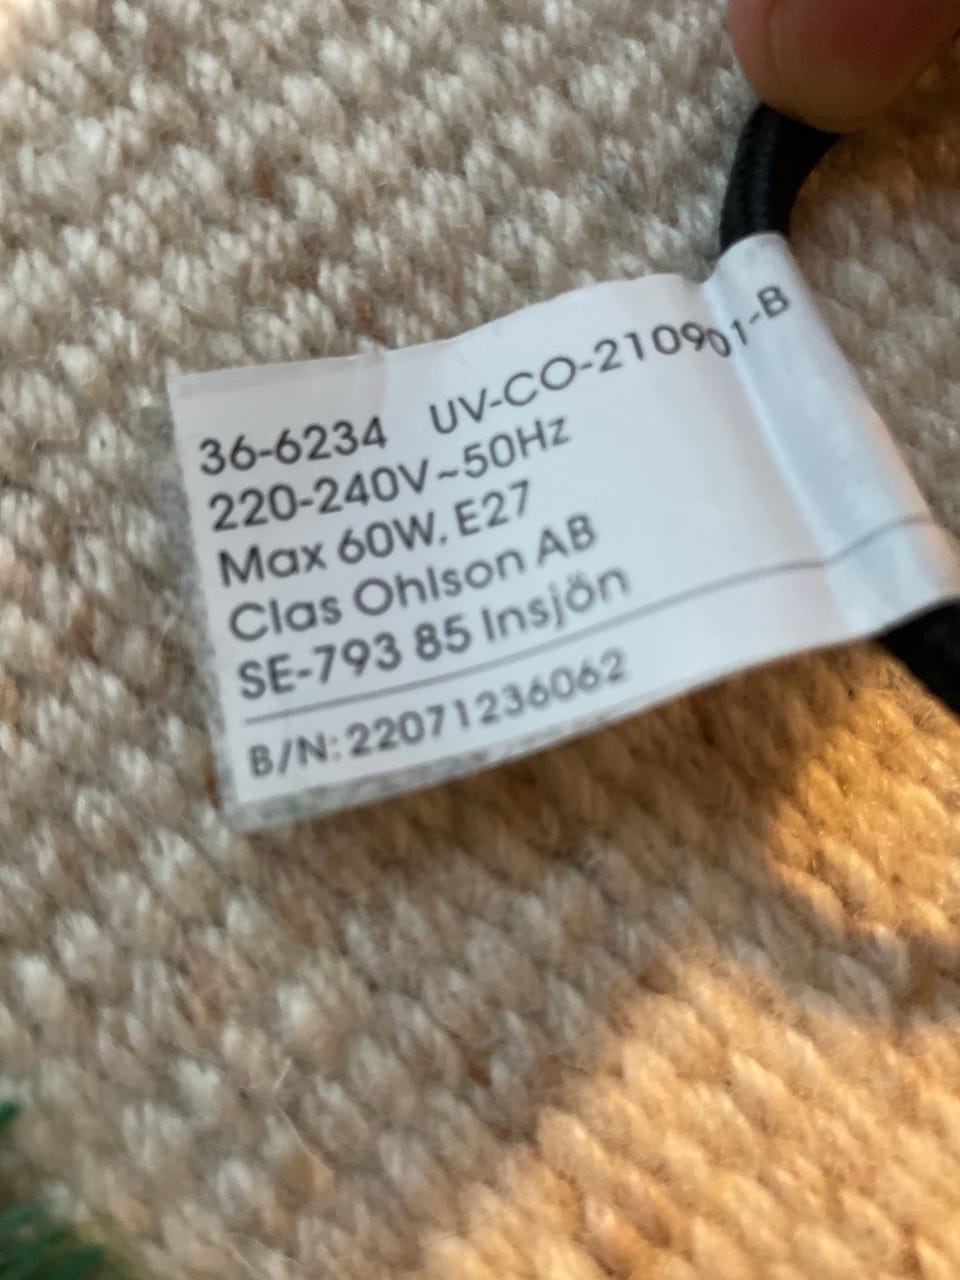 36-6234 UV-CO-210901-B
220-240V~50Hz
Max 60W, E27
Clas Ohlson AB
SE-793 85 Insjön
B/N: 22071236062